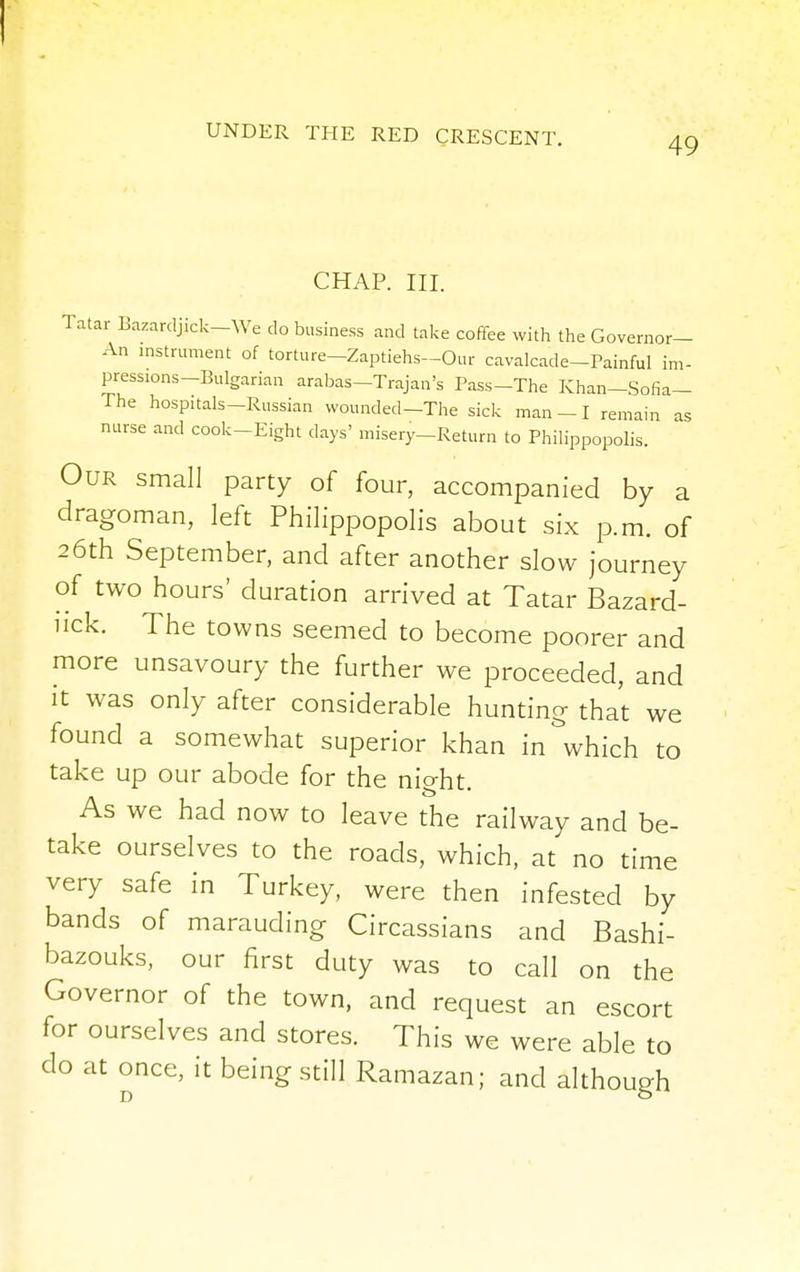 UNDER THE RED CRESCENT.
49
CHAP. III.
Tatar Bazardjick—We do business and take coffee with the Governor—
An instrument of torture—Zaptiehs—Our cavalcade—Painful im-
pressions—Bulgarian arabas—Trajan's Pass—The Khan—Sofia—
The hospitals—Russian wounded—The sick man—I remain as
nurse and cook—Eight days' misery—Return to Philippopolis.
OUR small party of four, accompanied by a
dragoman, left Philippopolis about six p.m. of
26th September, and after another slow journey
of two hours' duration arrived at Tatar Bazard-
jick. The towns seemed to become poorer and
more unsavoury the further we proceeded, and
it was only after considerable hunting that we
found a somewhat superior khan in which to
take up our abode for the night.
As we had now to leave the railway and be-
take ourselves to the roads, which, at no time
very safe in Turkey, were then infested by
bands of marauding Circassians and Bashi-
bazouks, our first duty was to call on the
Governor of the town, and request an escort
for ourselves and stores. This we were able to
do at once, it being still Ramazan; and although
D